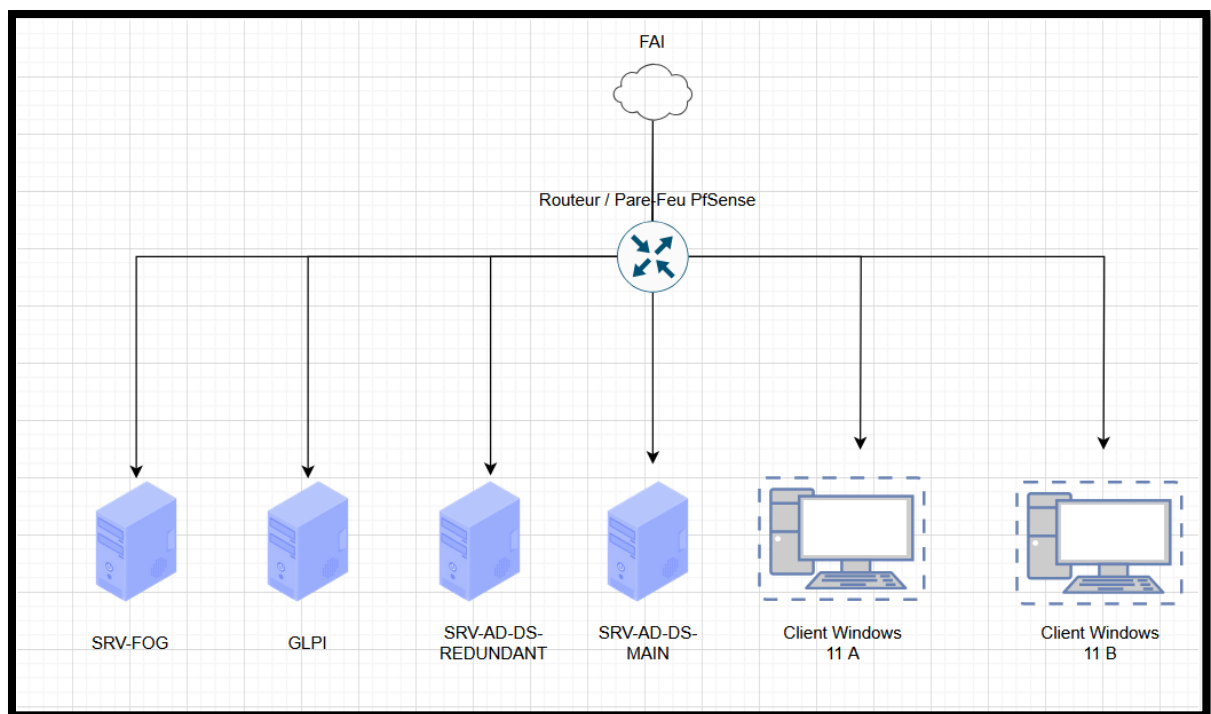 FAI
Routeur / Pare-Feu PfSense
SRV-FOG
GLPI
SRV-AD-DS-
REDUNDANT
SRV-AD-DS-
MAIN
Client Windows
11 A
Client Windows
11 B